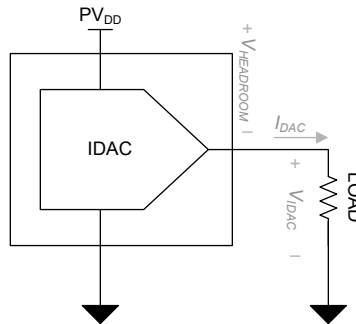 PVDD
+ VHEADROOM –
IDAC
IDAC
+ VIDAC –
LOAD